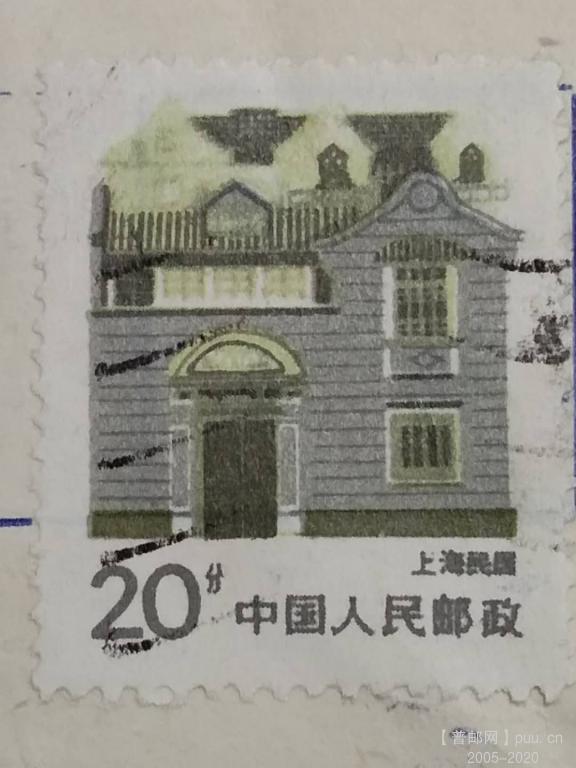 上海民居
20分 中国人民邮政
【普邮网】puu.cn
2005-2020